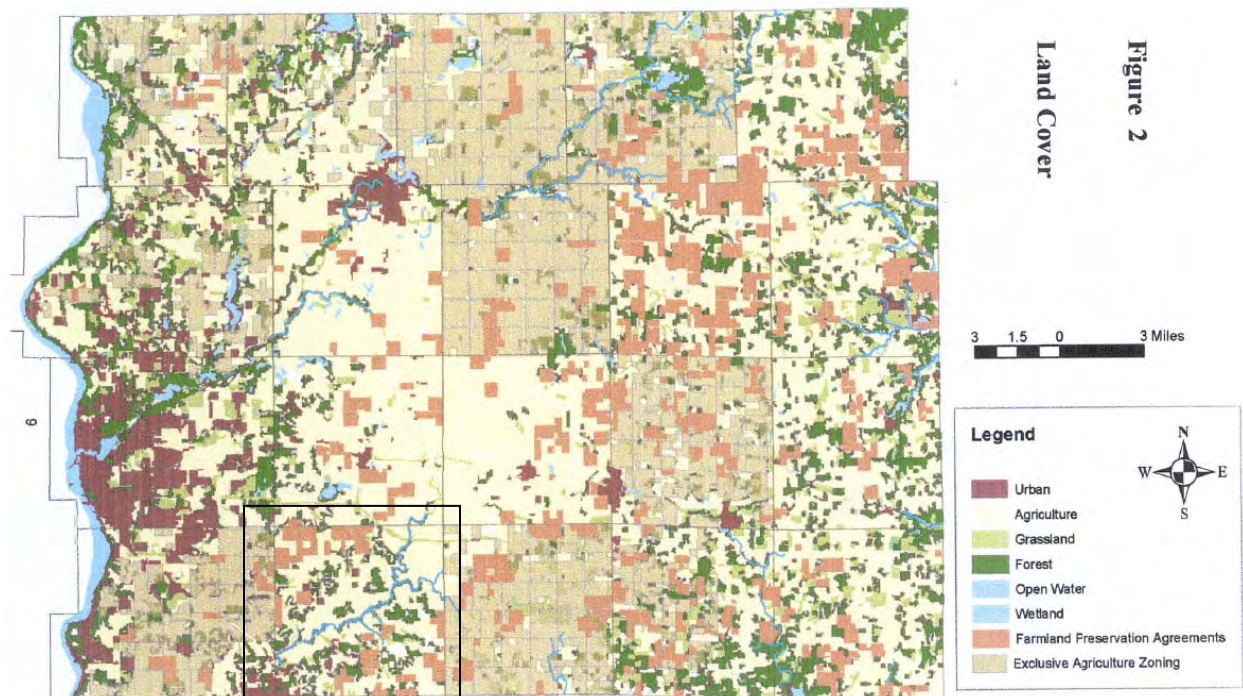 Figure 2
Land Cover
3 1.5 0 3 Miles
6
Legend
N
W E
S
Urban
Agriculture
Grassland
Forest
Open Water
Wetland
Farmland Preservation Agreements
Exclusive Agriculture Zoning